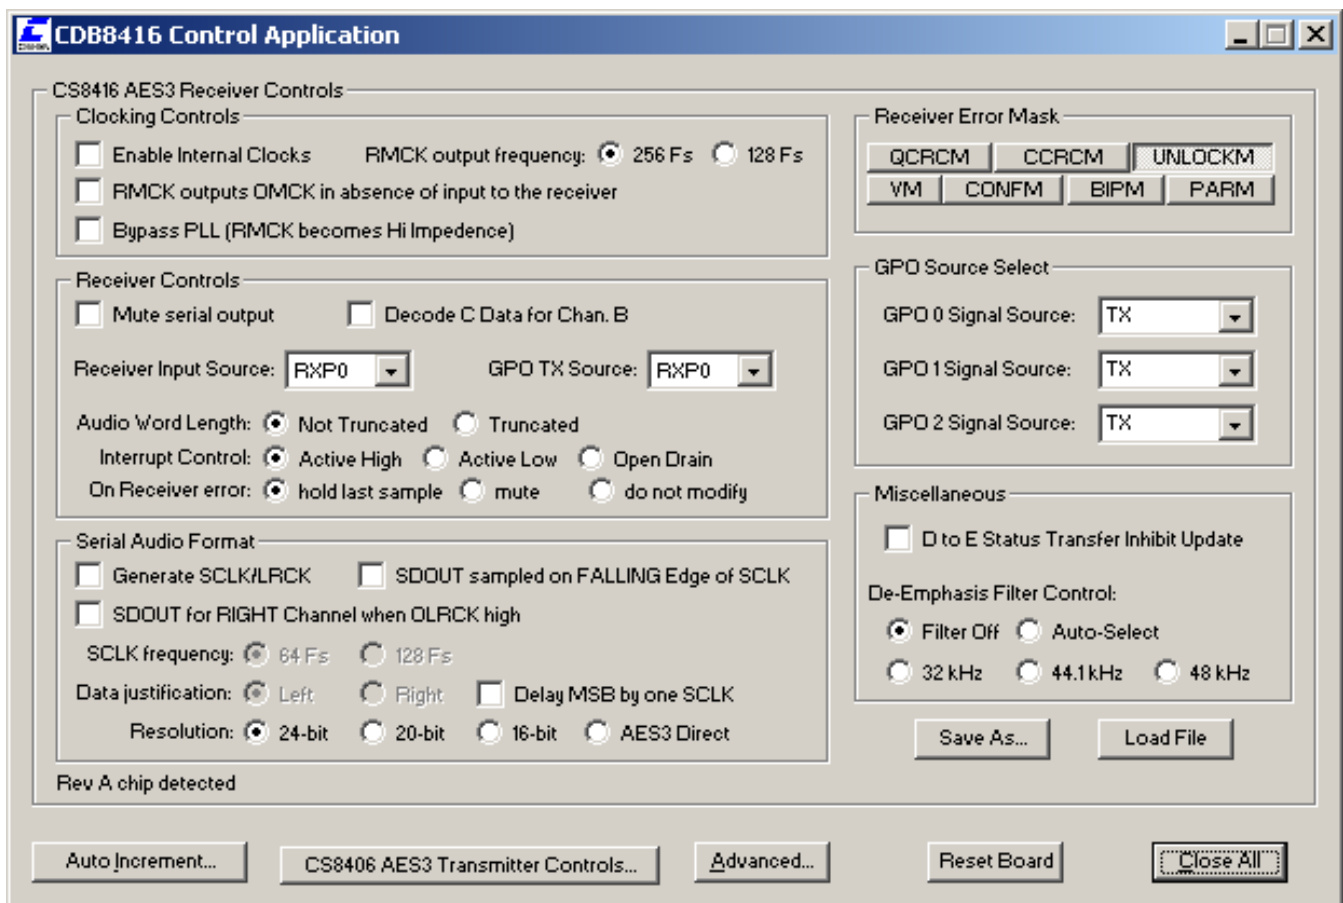 CDB8416 Control Application
CS8416 AES3 Receiver Controls
Clocking Controls
Enable Internal Clocks RMCK output frequency: 256 Fs 128 Fs
RMCK outputs OMCK in absence of input to the receiver
Bypass PLL (RMCK becomes Hi Impedence)
Receiver Controls
Mute serial output Decode C Data for Chan. B
Receiver Input Source: RXP0 GPO TX Source: RXP0
Audio Word Length: Not Truncated Truncated
Interrupt Control: Active High Active Low Open Drain
On Receiver error: hold last sample mute do not modify
Serial Audio Format
Generate SCLK/LRCK SDOUT sampled on FALLING Edge of SCLK
SDOUT for RIGHT Channel when OLRCK high
SCLK frequency: 64 Fs 128 Fs
Data justification: Left Right Delay MSB by one SCLK
Resolution: 24-bit 20-bit 16-bit AES3 Direct
Rev A chip detected
Receiver Error Mask
QCRCM CCRCM UNLOCKM
VM CONFM BIPM PARM
GPO Source Select
GPO 0 Signal Source: TX
GPO 1 Signal Source: TX
GPO 2 Signal Source: TX
Miscellaneous
D to E Status Transfer Inhibit Update
De-Emphasis Filter Control:
Filter Off Auto-Select
32 kHz 44.1 kHz 48 kHz
Save As... Load File
Auto Increment... CS8406 AES3 Transmitter Controls... Advanced... Reset Board Close All